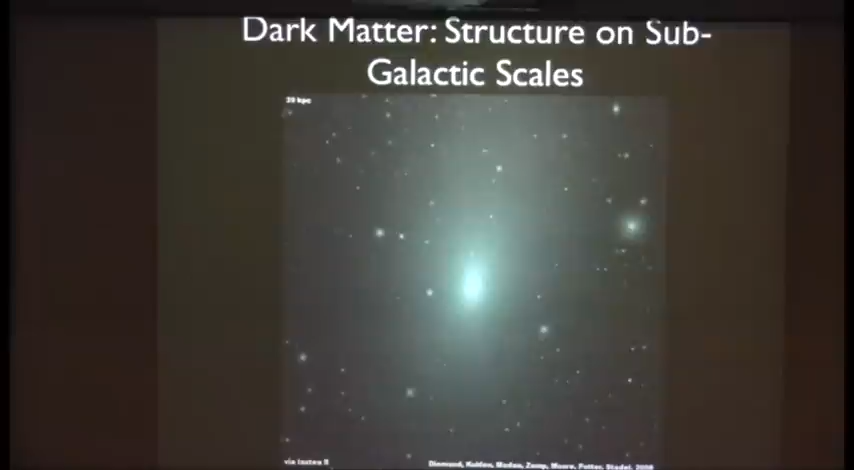 Dark Matter: Structure on Sub-
Galactic Scales
via lactea II
Diemand, Kuhlen, Madau, Zemp, Moore, Potter, Stadel, 2008